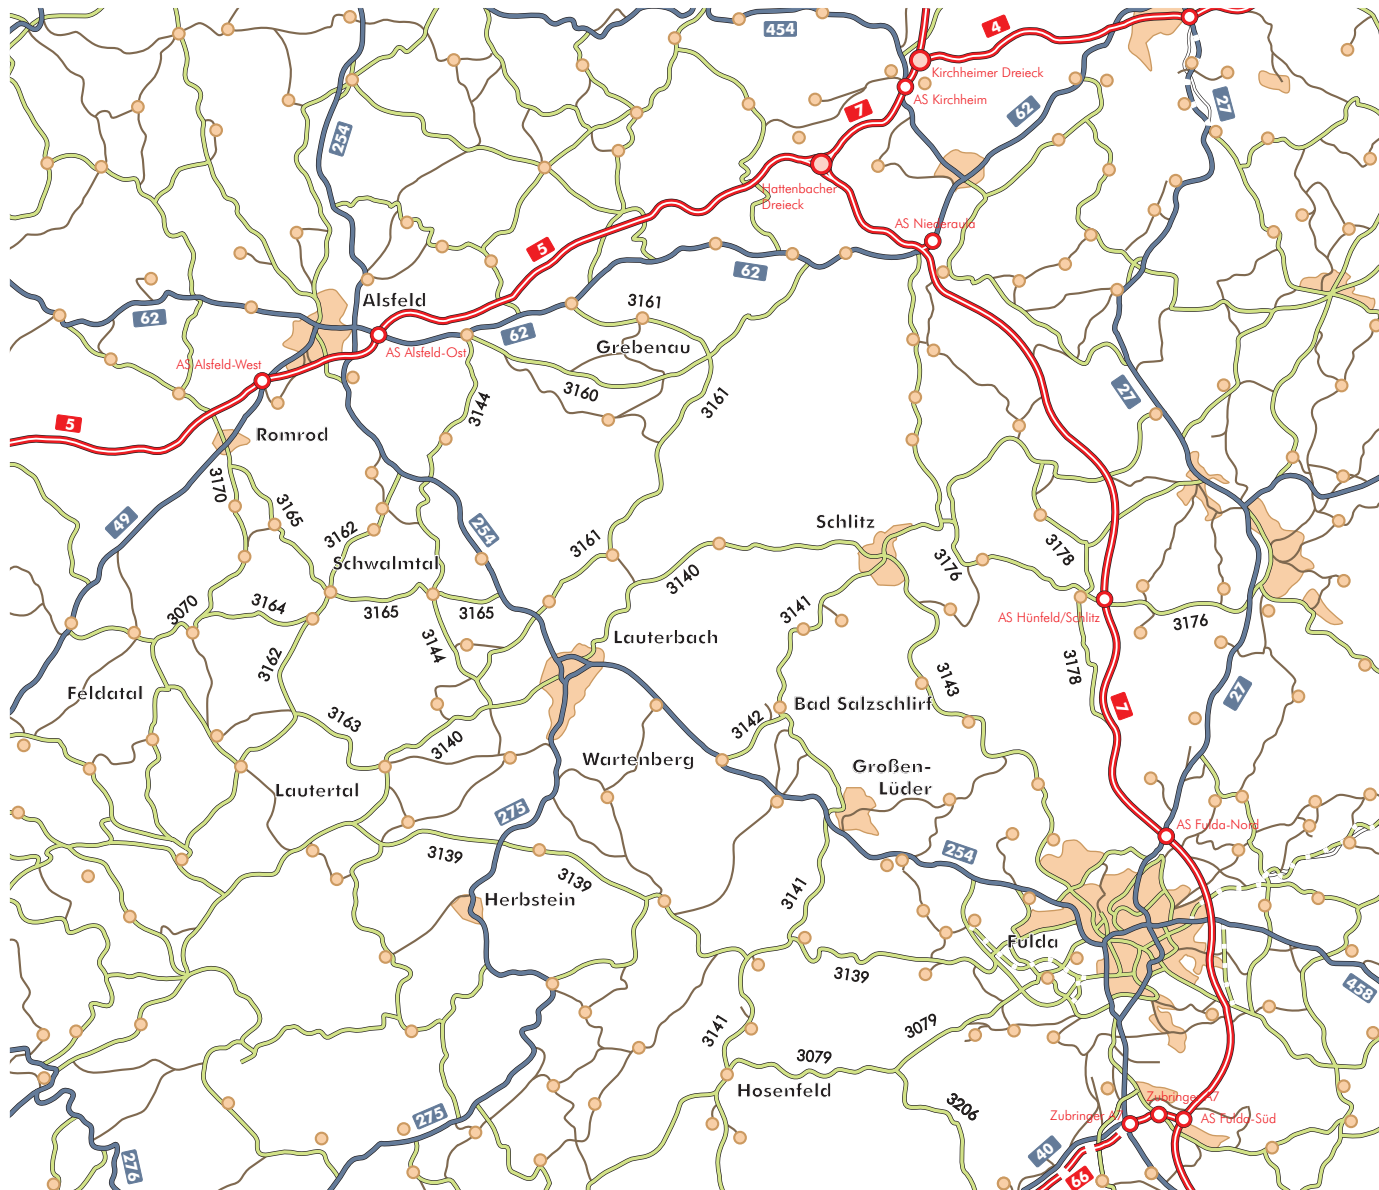 454
4
Kirchheimer Dreieck
AS Kirchheim
7
62
27
254
Hattenbacher
Dreieck
AS Niederaula
5
62
Alsfeld
3161
62
62
AS Alsfeld-Ost
Grebenau
AS Alsfeld-West
3160
27
3144
3161
5
Romrod
3170
3165
49
3162
254
Schlitz
3161
3178
Schwalmtal
3176
3140
3070
3164
3165
3165
3141
AS Hünfeld/Schlitz
3176
Lauterbach
3144
3162
3178
3143
Feldatal
27
Bad Salzschlirf
7
3163
3142
3140
Wartenberg
Großen-
Lüder
Lautertal
275
AS Fulda-Nord
3139
254
3139
3141
Herbstein
Fulda
3139
458
3141
3079
3079
Hosenfeld
3206
Zubringer A7
Zubringer A7
AS Fulda-Süd
275
40
276
66